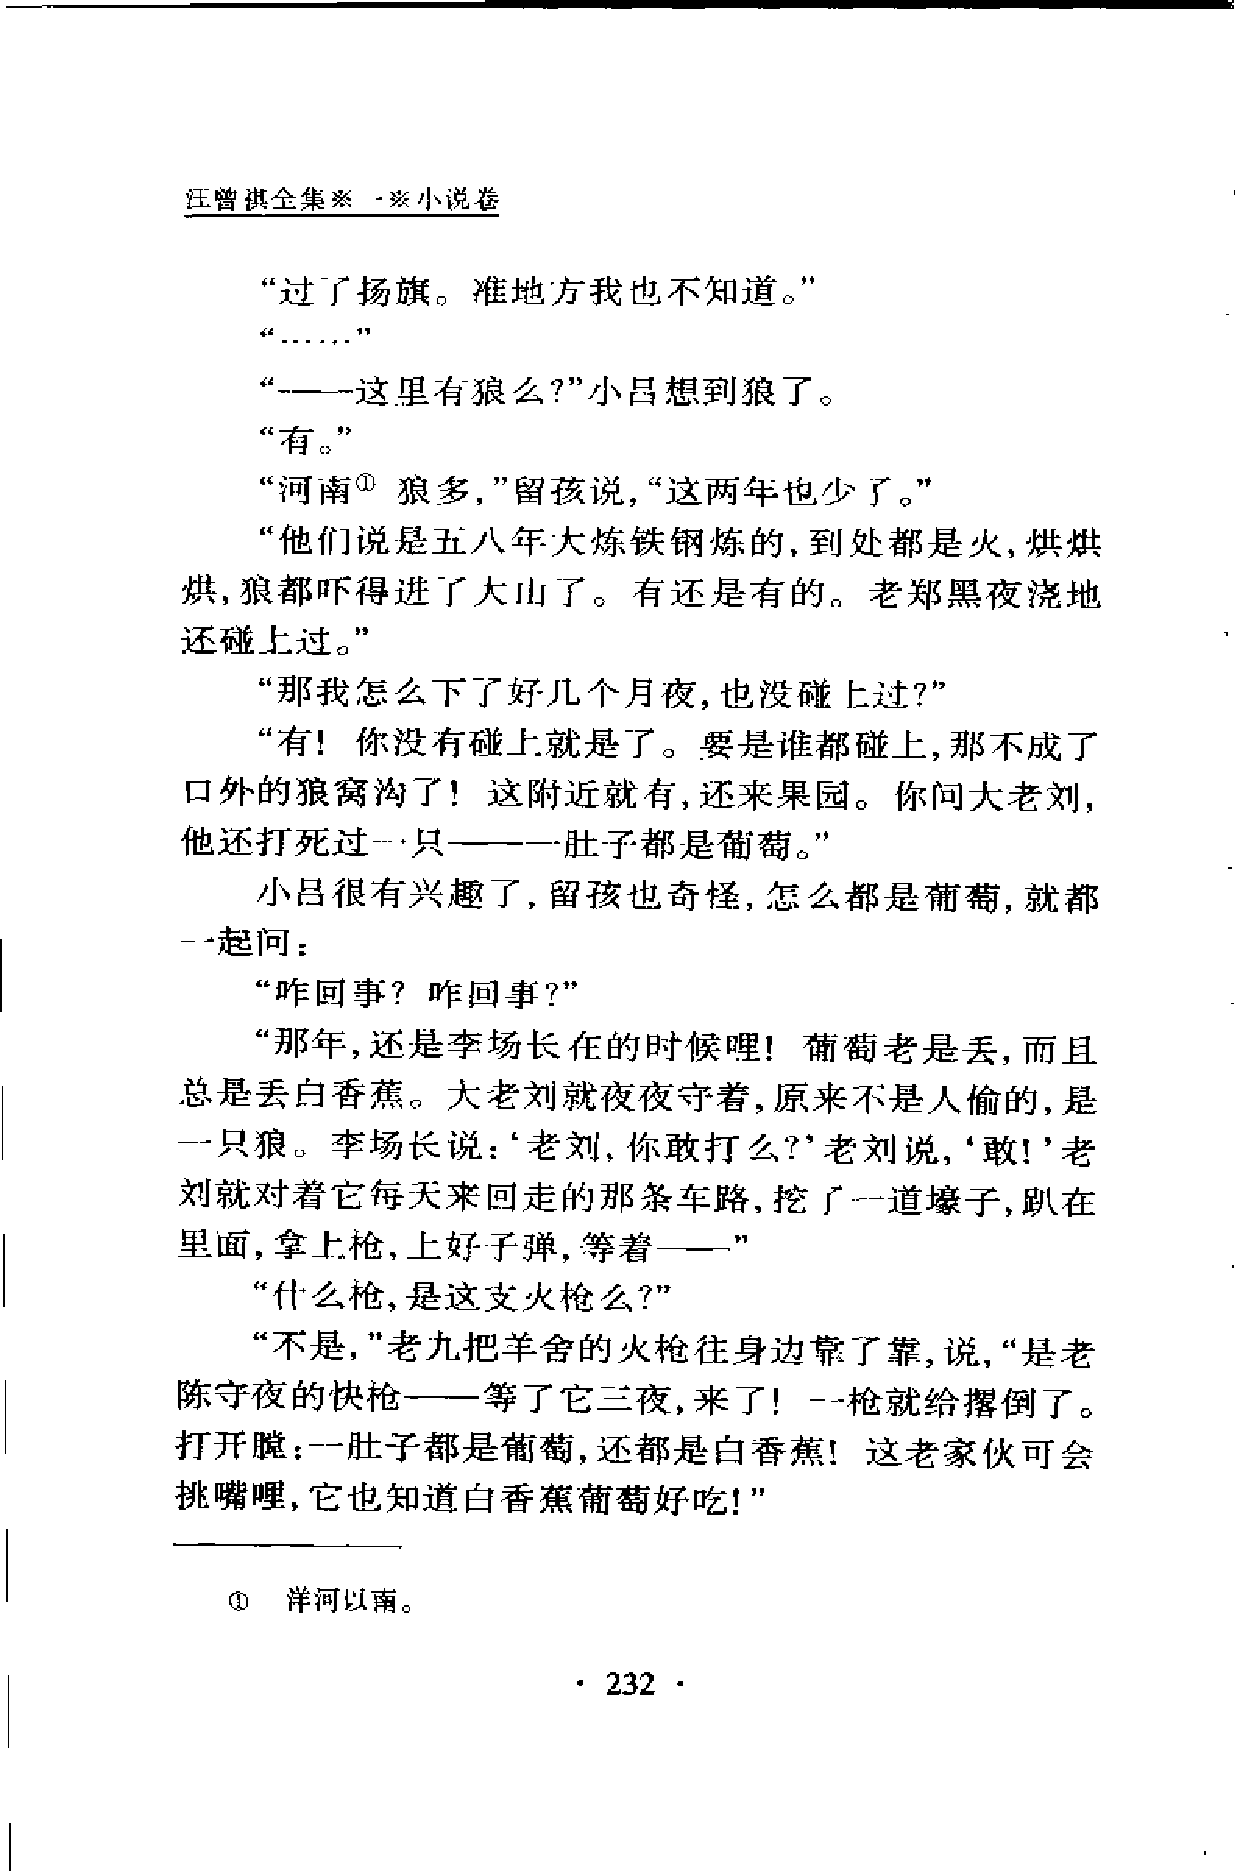 汪曾祺全集※一※小说卷
“过了扬旗。准地方我也不知道。”
“……”
“——这里有狼么?”小吕想到狼了。
“有。”
“河南① 狼多,”留孩说,“这两年也少了。”
“他们说是五八年大炼铁钢炼的,到处都是火,烘烘
烘,狼都吓得进了大山了。有还是有的。老郑黑夜浇地
还碰上过。”
“那我怎么下了好几个月夜,也没碰上过?”
“有! 你没有碰上就是了。要是谁都碰上,那不成了
口外的狼窝沟了! 这附近就有,还来果园。你问大老刘,
他还打死过一只——一肚子都是葡萄。”
小吕很有兴趣了,留孩也奇怪,怎么都是葡萄,就都
一起问:
“咋回事? 咋回事?”
“那年,还是李场长在的时候哩! 葡萄老是丢,而且
总是丢白香蕉。大老刘就夜夜守着,原来不是人偷的,是
一只狼。李场长说:‘老刘,你敢打么?’老刘说,‘敢!’老
刘就对着它每天来回走的那条车路,挖了一道壕子,趴在
里面,拿上枪,上好子弹,等着——”
“什么枪,是这支火枪么?”
“不是,”老九把羊舍的火枪往身边靠了靠,说,“是老
陈守夜的快枪——等了它三夜,来了! 一枪就给撂倒了。
打开膛:一肚子都是葡萄,还都是白香蕉! 这老家伙可会
挑嘴哩,它也知道白香蕉葡萄好吃!”
① 洋河以南。
· 232 ·